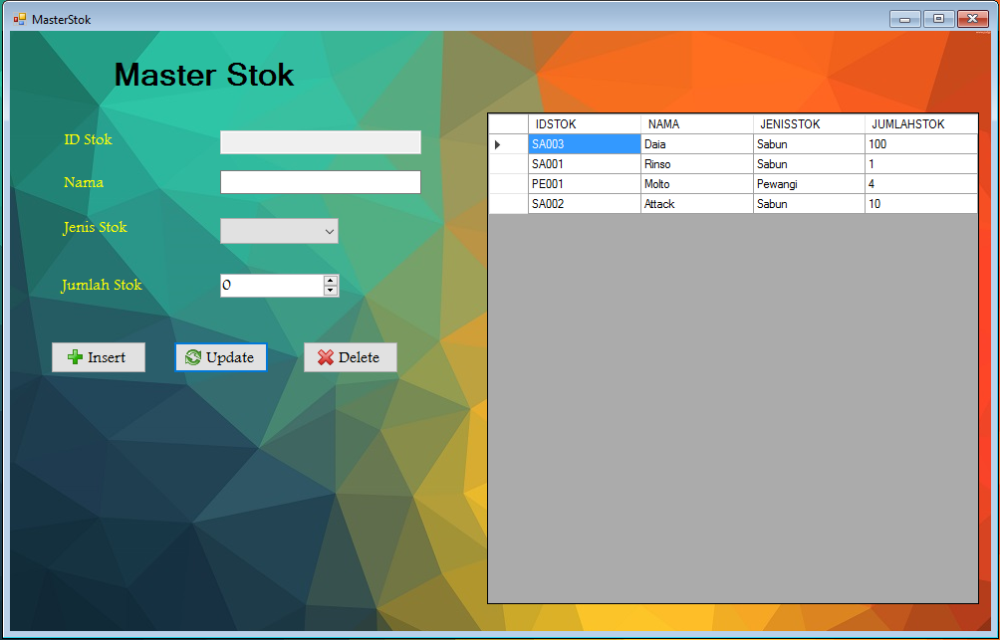 MasterStok
Master Stok
ID Stok
Nama
Jenis Stok
Jumlah Stok
0
Insert Update Delete
IDSTOK NAMA JENISSTOK JUMLAHSTOK
SA003 Daia Sabun 100
SA001 Rinso Sabun 1
PE001 Molto Pewangi 4
SA002 Attack Sabun 10